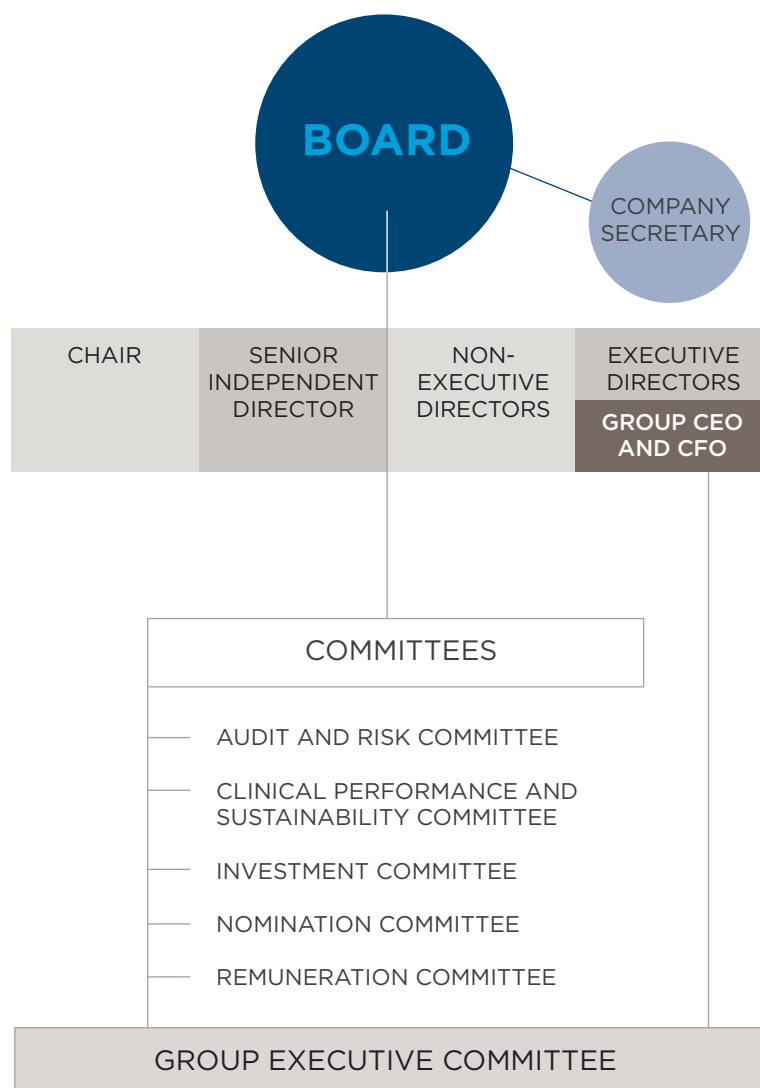 BOARD
COMPANY
SECRETARY
CHAIR
SENIOR
INDEPENDENT
DIRECTOR
NON-
EXECUTIVE
DIRECTORS
EXECUTIVE
DIRECTORS
GROUP CEO
AND CFO
COMMITTEES
AUDIT AND RISK COMMITTEE
CLINICAL PERFORMANCE AND
SUSTAINABILITY COMMITTEE
INVESTMENT COMMITTEE
NOMINATION COMMITTEE
REMUNERATION COMMITTEE
GROUP EXECUTIVE COMMITTEE